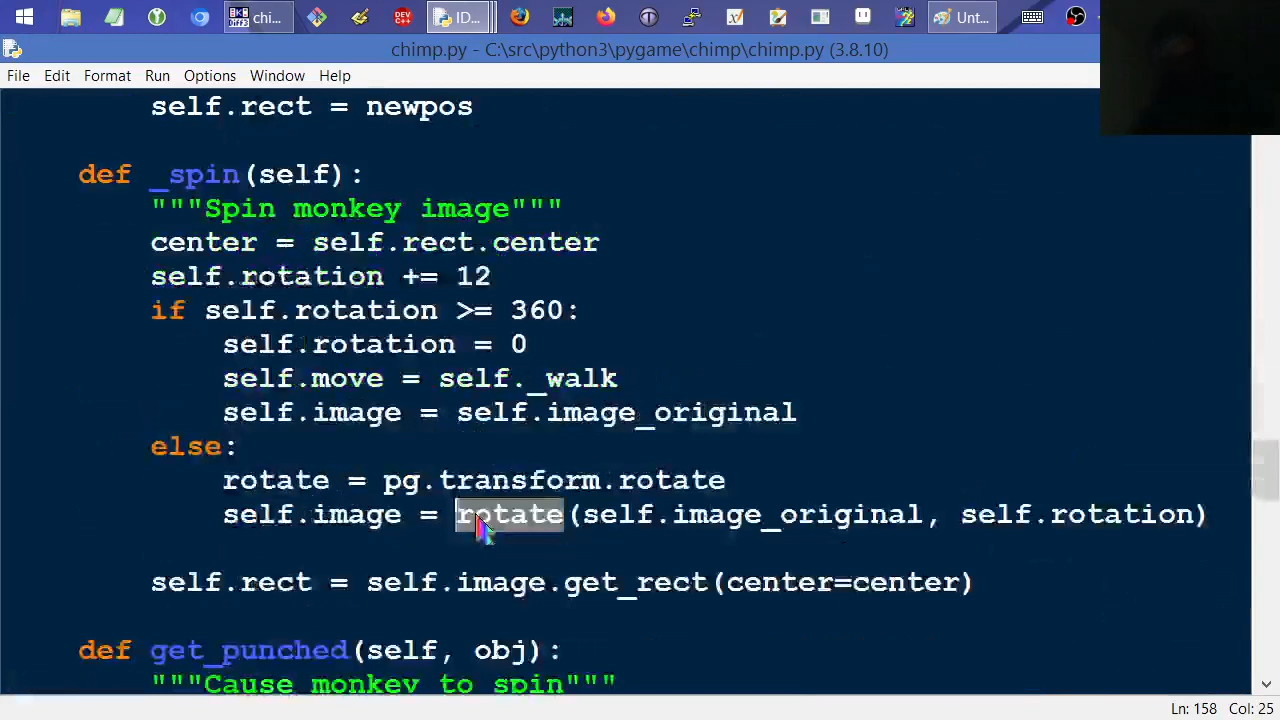 chi...
DEV C++
ID...
Unt...
chimp.py - C:\src\python3\pygame\chimp\chimp.py (3.8.10)
File Edit Format Run Options Window Help
self.rect = newpos
def _spin(self):
"""Spin monkey image"""
center = self.rect.center
self.rotation += 12
if self.rotation >= 360:
self.rotation = 0
self.move = self._walk
self.image = self.image_original
else:
rotate = pg.transform.rotate
self.image = rotate(self.image_original, self.rotation)
self.rect = self.image.get_rect(center=center)
def get_punched(self, obj):
"""Cause monkey to spin"""
Ln: 158 Col: 25